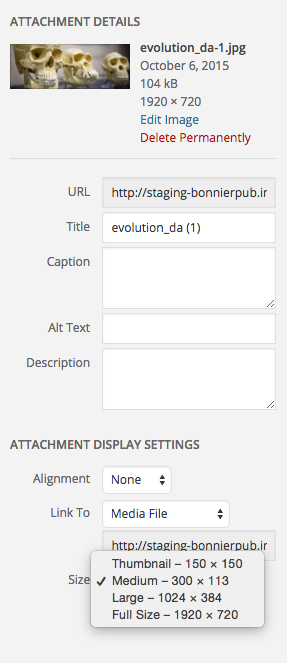 ATTACHMENT DETAILS
evolution_da-1.jpg
October 6, 2015
104 kB
1920 × 720
Edit Image
Delete Permanently
URL http://staging-bonnierpub.ir
Title evolution_da (1)
Caption
Alt Text
Description
ATTACHMENT DISPLAY SETTINGS
Alignment None
Link To Media File
http://staging-bonnierpub.ir
Thumbnail – 150 × 150
Size ✓ Medium – 300 × 113
Large – 1024 × 384
Full Size – 1920 × 720